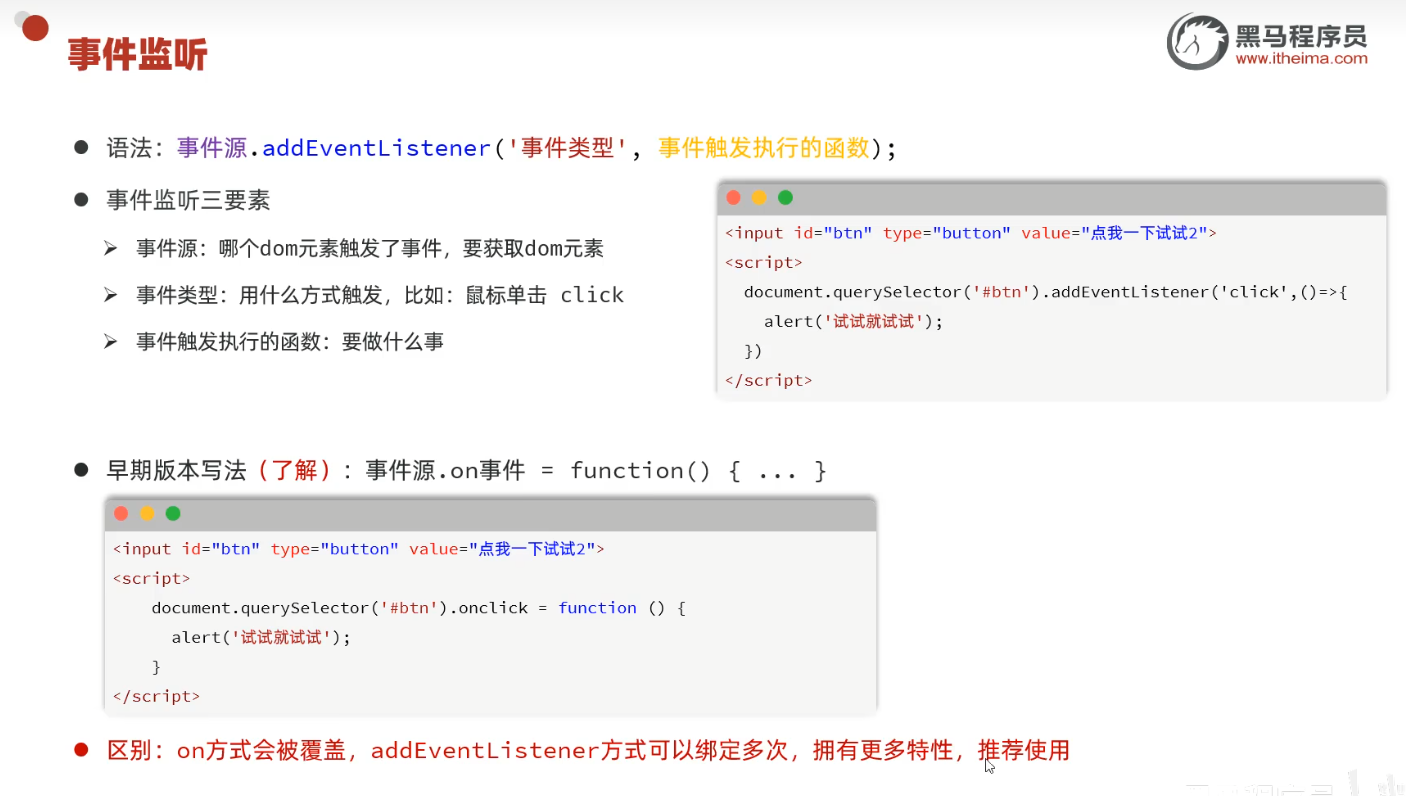 事件监听
黑马程序员
www.itheima.com
语法：事件源.addEventListener('事件类型', 事件触发执行的函数);
事件监听三要素
事件源：哪个dom元素触发了事件，要获取dom元素
事件类型：用什么方式触发，比如：鼠标单击 click
事件触发执行的函数：要做什么事
<input id="btn" type="button" value="点我一下试试2">
<script>
document.querySelector('#btn').addEventListener('click',()=>{
alert('试试就试试');
})
</script>
早期版本写法（了解）：事件源.on事件 = function() { ... }
<input id="btn" type="button" value="点我一下试试2">
<script>
document.querySelector('#btn').onclick = function () {
alert('试试就试试');
}
</script>
区别：on方式会被覆盖，addEventListener方式可以绑定多次，拥有更多特性，推荐使用